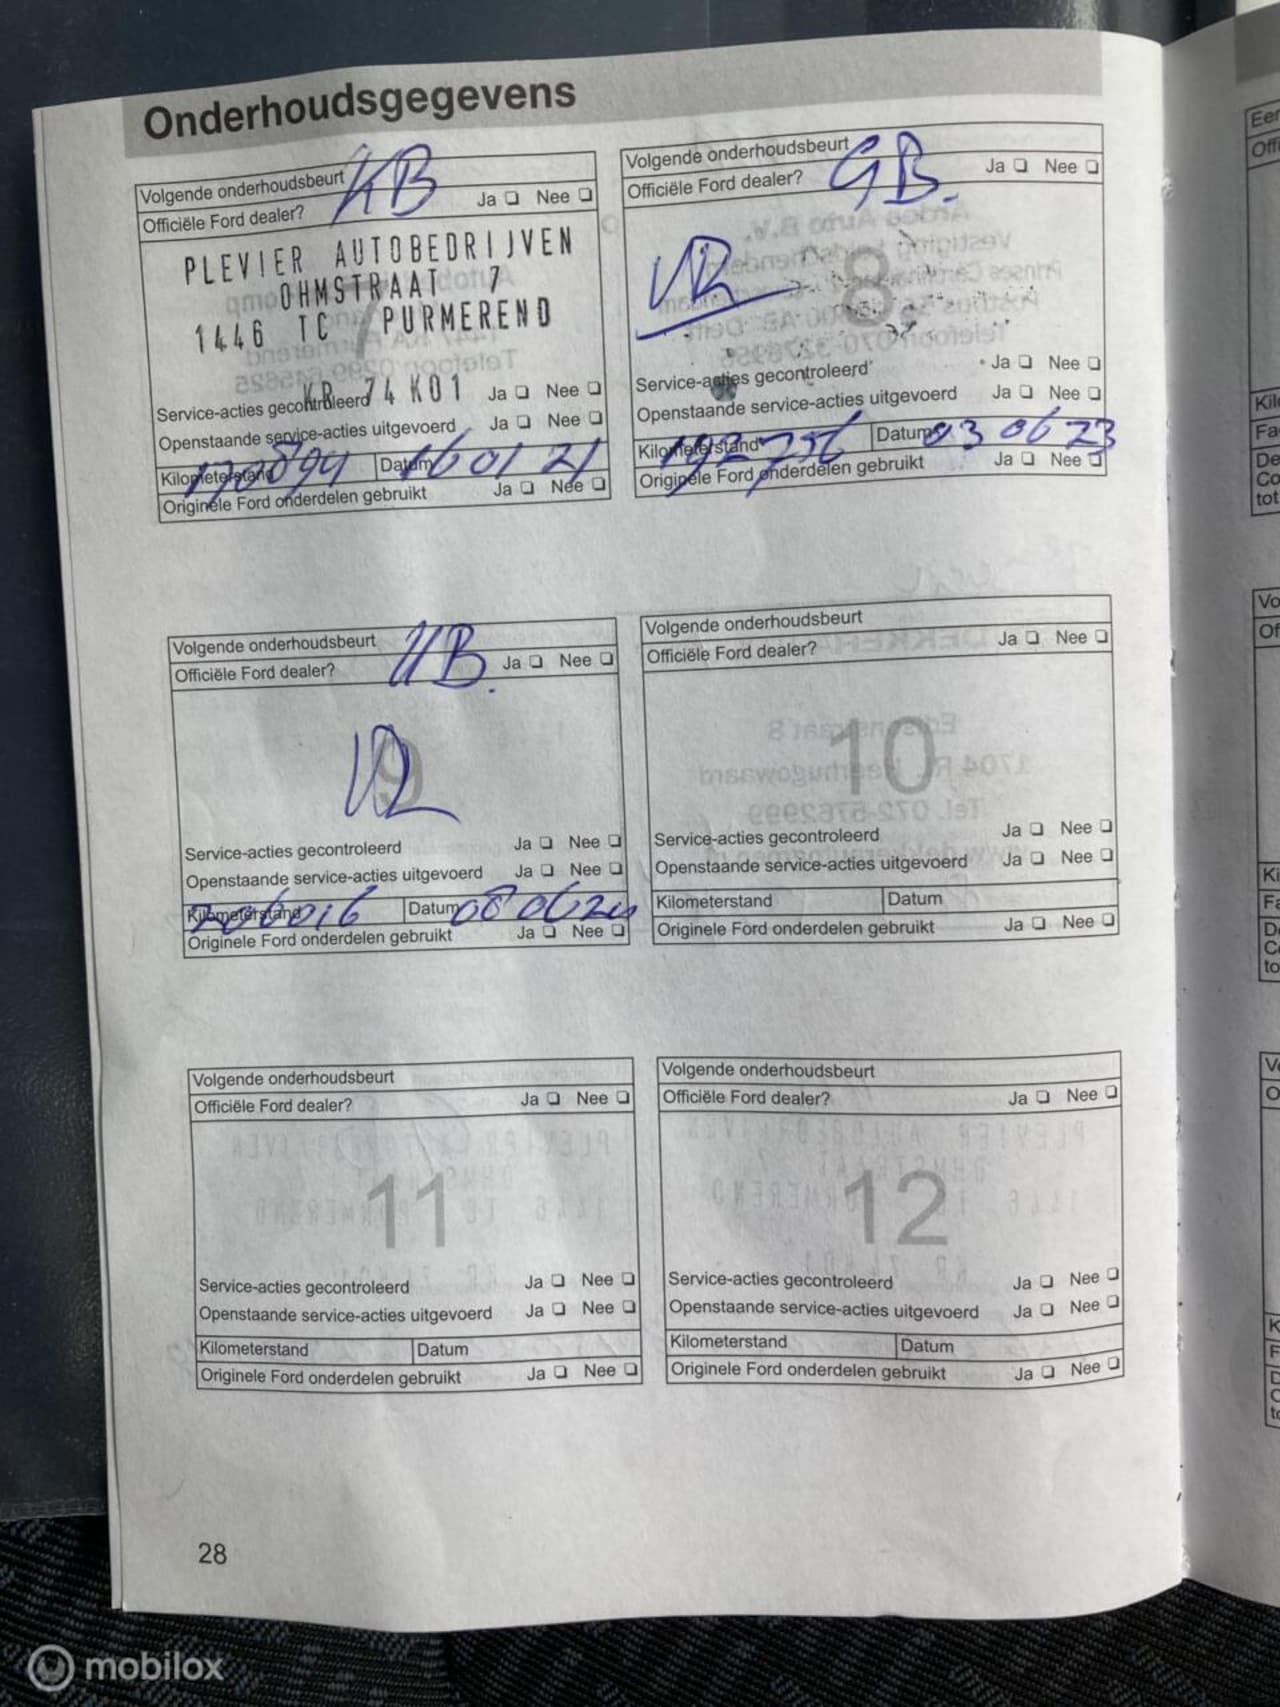 Onderhoudsgegevens
Volgende onderhoudsbeurt KB
Officiële Ford dealer? Ja ❏ Nee ❏
PLEVIER AUTOBEDRIJVEN
OHMSTRAAT 7
1446 TC PURMEREND
KR 74 K01
Service-acties gecontroleerd Ja ❏ Nee ❏
Openstaande service-acties uitgevoerd Ja ❏ Nee ❏
Kilometerstand Datum 16 01 21
Originele Ford onderdelen gebruikt Ja ❏ Nee ❏
Volgende onderhoudsbeurt GB.
Officiële Ford dealer? Ja ❏ Nee ❏
8
Service-acties gecontroleerd Ja ❏ Nee ❏
Openstaande service-acties uitgevoerd Ja ❏ Nee ❏
Kilometerstand 192756 Datum 03 06 23
Originele Ford onderdelen gebruikt Ja ❏ Nee ❏
Volgende onderhoudsbeurt
Officiële Ford dealer? Ja ❏ Nee ❏
9
Service-acties gecontroleerd Ja ❏ Nee ❏
Openstaande service-acties uitgevoerd Ja ❏ Nee ❏
Kilometerstand 206016 Datum 08 06 24
Originele Ford onderdelen gebruikt Ja ❏ Nee ❏
Volgende onderhoudsbeurt
Officiële Ford dealer? Ja ❏ Nee ❏
10
Service-acties gecontroleerd Ja ❏ Nee ❏
Openstaande service-acties uitgevoerd Ja ❏ Nee ❏
Kilometerstand Datum
Originele Ford onderdelen gebruikt Ja ❏ Nee ❏
Volgende onderhoudsbeurt
Officiële Ford dealer? Ja ❏ Nee ❏
11
Service-acties gecontroleerd Ja ❏ Nee ❏
Openstaande service-acties uitgevoerd Ja ❏ Nee ❏
Kilometerstand Datum
Originele Ford onderdelen gebruikt Ja ❏ Nee ❏
Volgende onderhoudsbeurt
Officiële Ford dealer? Ja ❏ Nee ❏
12
Service-acties gecontroleerd Ja ❏ Nee ❏
Openstaande service-acties uitgevoerd Ja ❏ Nee ❏
Kilometerstand Datum
Originele Ford onderdelen gebruikt Ja ❏ Nee ❏
28
mobilox